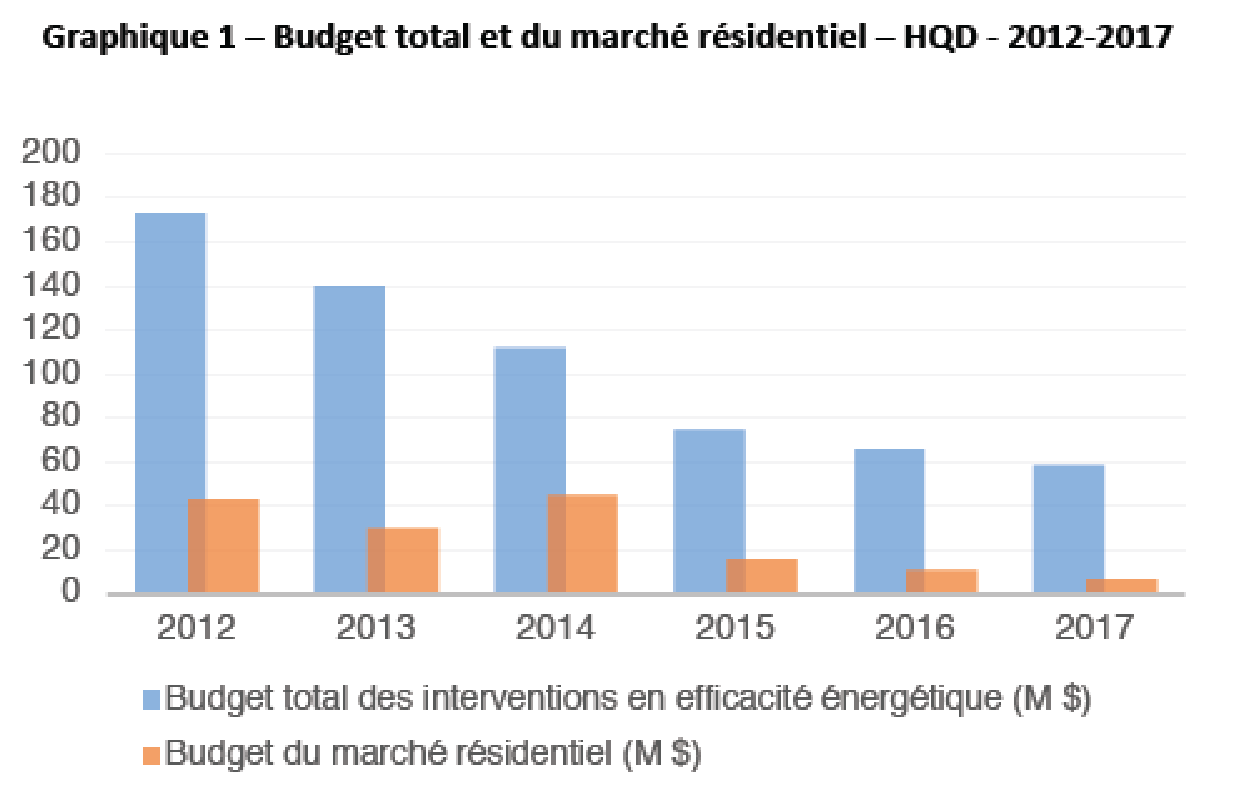 Graphique 1 – Budget total et du marché résidentiel – HQD - 2012-2017
200
180
160
140
120
100
80
60
40
20
0
2012 2013 2014 2015 2016 2017
Budget total des interventions en efficacité énergétique (M $)
Budget du marché résidentiel (M $)